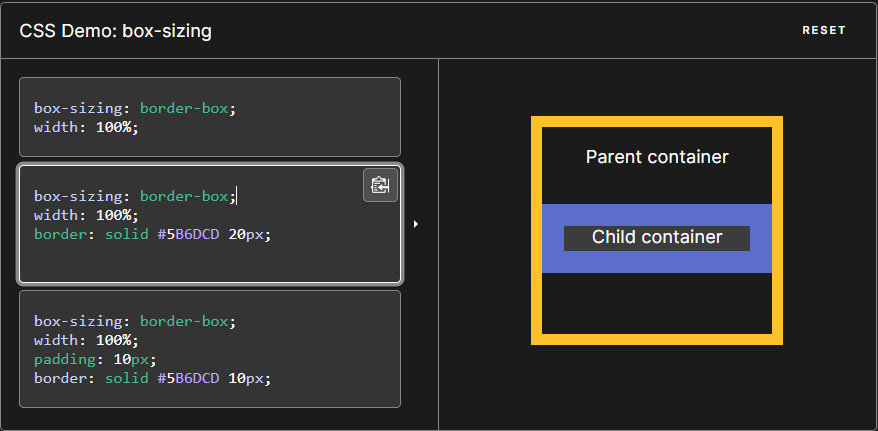 CSS Demo: box-sizing
RESET
box-sizing: border-box;
width: 100%;
box-sizing: border-box;
width: 100%;
border: solid #5B6DCD 20px;
box-sizing: border-box;
width: 100%;
padding: 10px;
border: solid #5B6DCD 10px;
Parent container
Child container